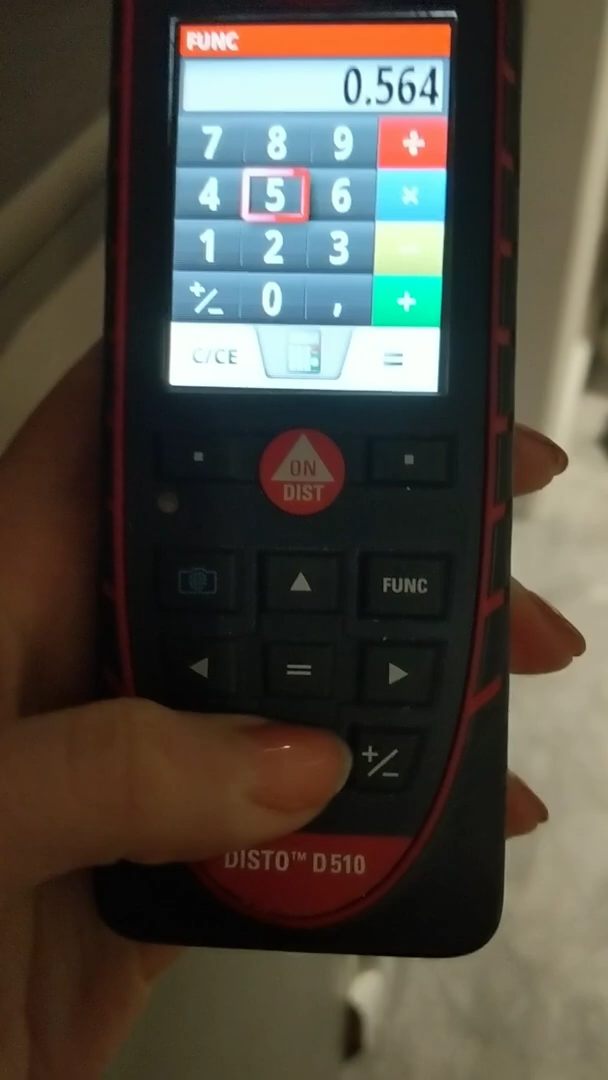 FUNC
0.564
7 8 9 ÷
4 5 6 ×
1 2 3 −
+/− 0 , +
C/CE =
ON
DIST
FUNC
=
+/−
DISTO™ D510